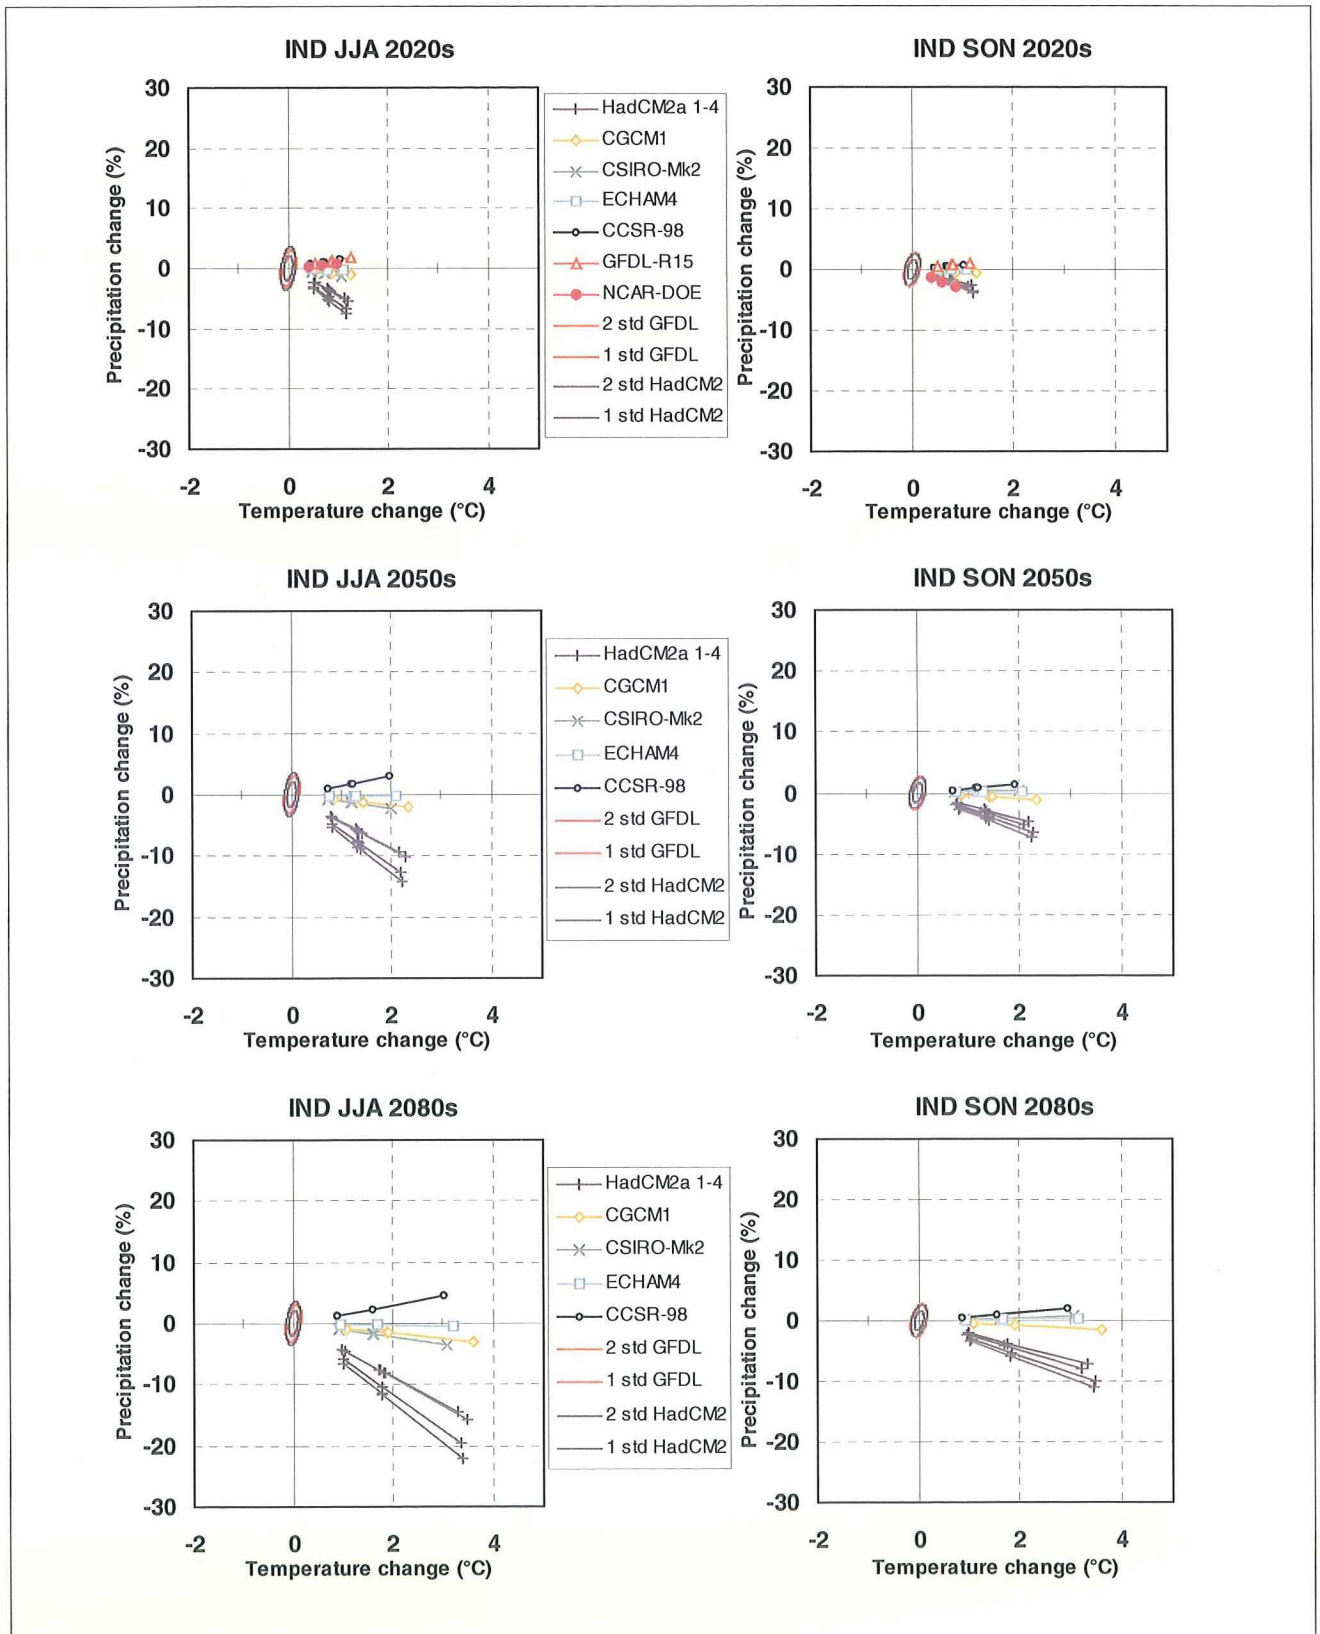 IND JJA 2020s
30
20
10
0
-10
-20
-30
Precipitation change (%)
-2 0 2 4
Temperature change (°C)
HadCM2a 1-4
CGCM1
CSIRO-Mk2
ECHAM4
CCSR-98
GFDL-R15
NCAR-DOE
2 std GFDL
1 std GFDL
2 std HadCM2
1 std HadCM2
IND SON 2020s
30
20
10
0
-10
-20
-30
Precipitation change (%)
-2 0 2 4
Temperature change (°C)
IND JJA 2050s
30
20
10
0
-10
-20
-30
Precipitation change (%)
-2 0 2 4
Temperature change (°C)
HadCM2a 1-4
CGCM1
CSIRO-Mk2
ECHAM4
CCSR-98
2 std GFDL
1 std GFDL
2 std HadCM2
1 std HadCM2
IND SON 2050s
30
20
10
0
-10
-20
-30
Precipitation change (%)
-2 0 2 4
Temperature change (°C)
IND JJA 2080s
30
20
10
0
-10
-20
-30
Precipitation change (%)
-2 0 2 4
Temperature change (°C)
HadCM2a 1-4
CGCM1
CSIRO-Mk2
ECHAM4
CCSR-98
2 std GFDL
1 std GFDL
2 std HadCM2
1 std HadCM2
IND SON 2080s
30
20
10
0
-10
-20
-30
Precipitation change (%)
-2 0 2 4
Temperature change (°C)